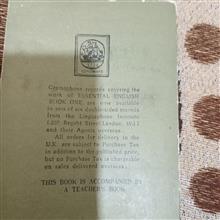 Gramophone records covering the
work of ESSENTIAL ENGLISH
BOOK ONE, are now available
in sets of six double-sided records
from the Linguaphone Institute
Regent Street London, W.1
and their Agents overseas.
All orders for delivery in the
U.K. are subject to Purchase Tax
in addition to the published price,
but no Purchase Tax is chargeable
on sales delivered overseas.
THIS BOOK IS ACCOMPANIED BY
A TEACHER'S BOOK